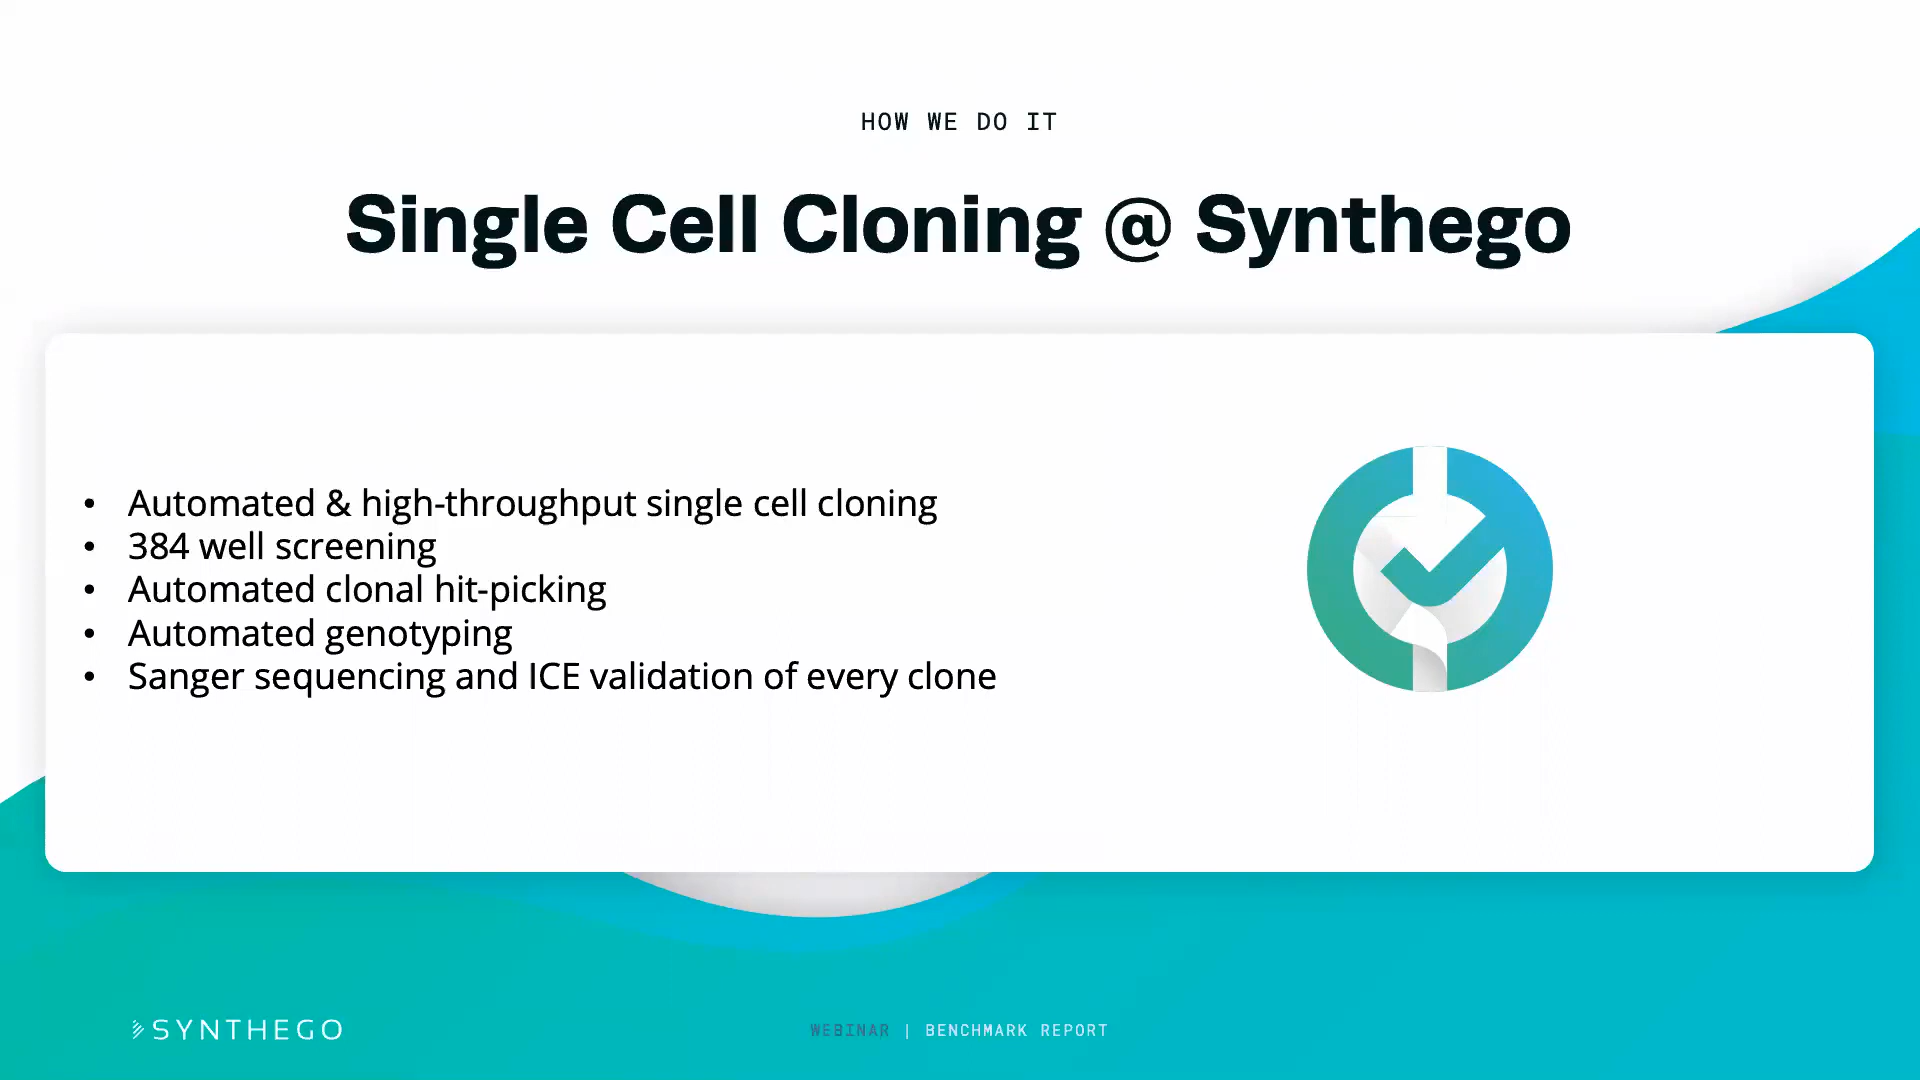 HOW WE DO IT
Single Cell Cloning @ Synthego
• Automated & high-throughput single cell cloning
• 384 well screening
• Automated clonal hit-picking
• Automated genotyping
• Sanger sequencing and ICE validation of every clone
SYNTHEGO
WEBINAR | BENCHMARK REPORT